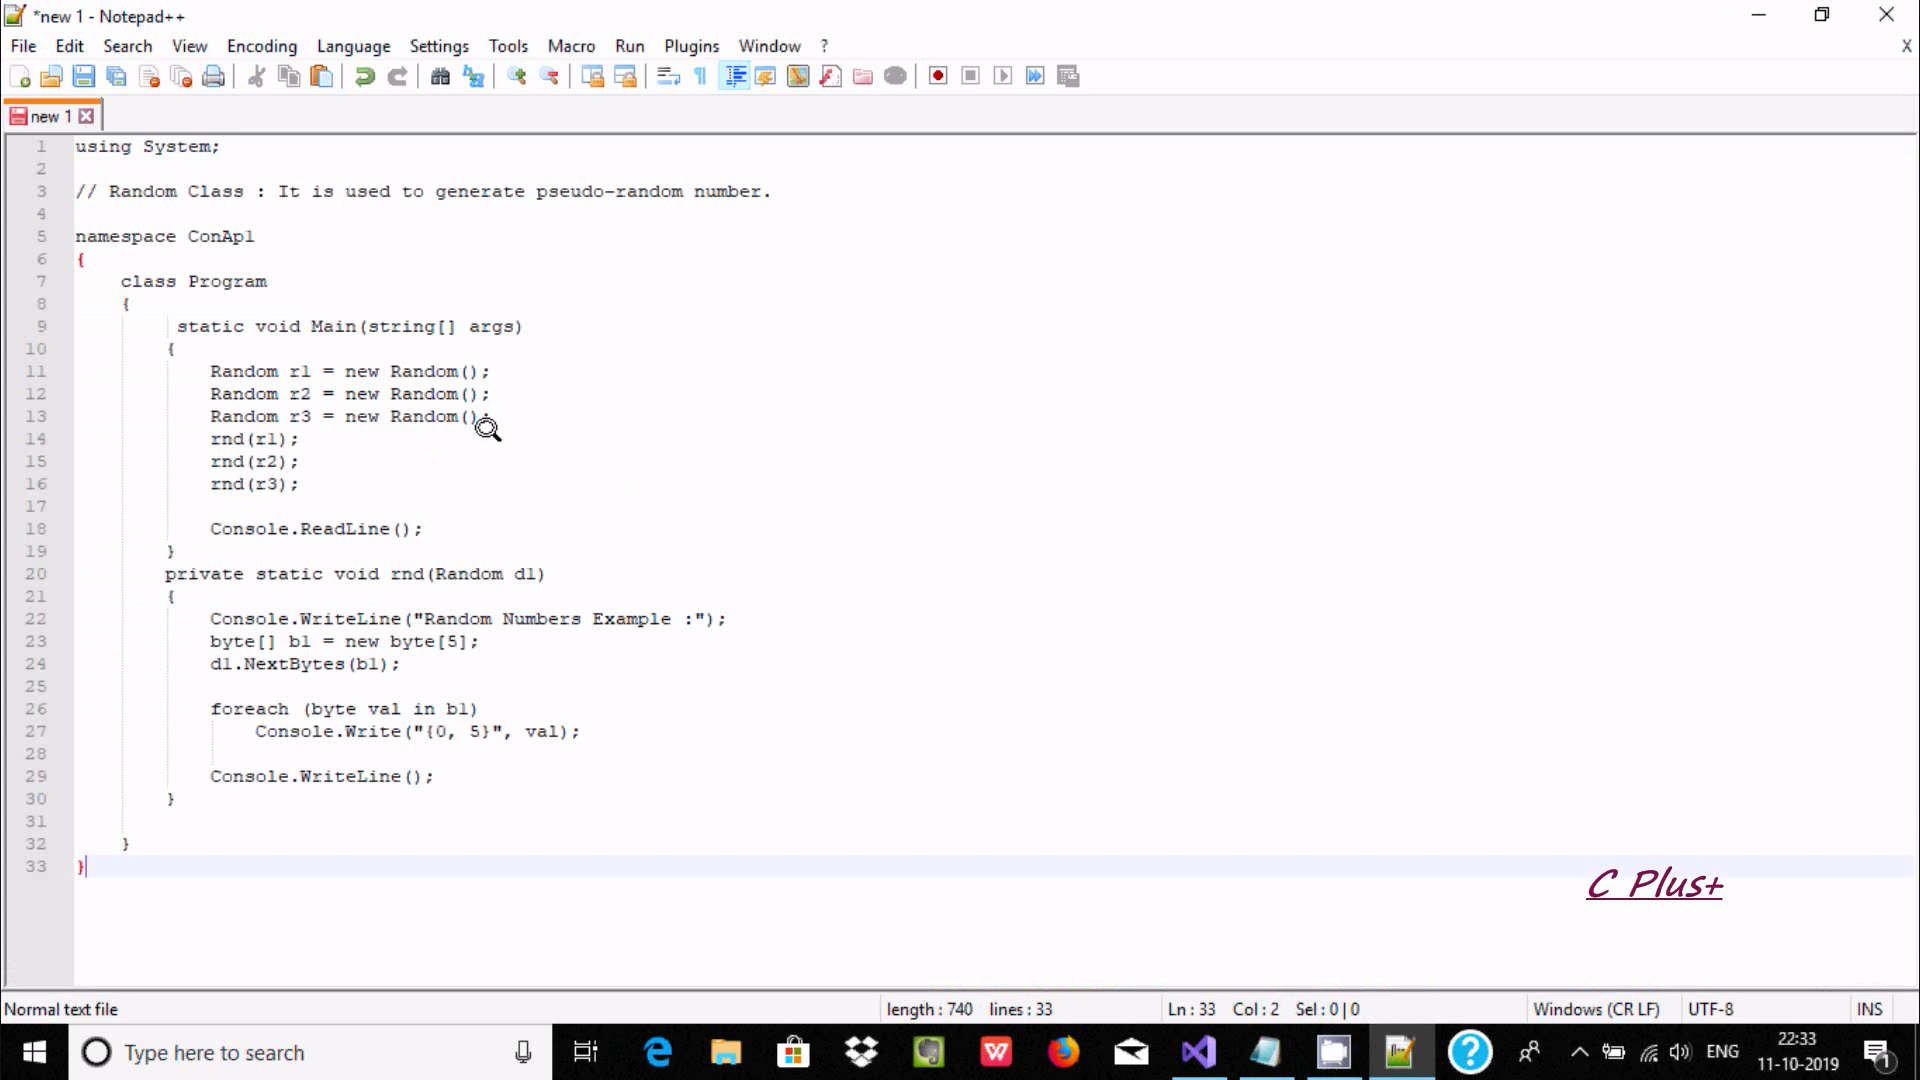 *new 1 - Notepad++
File Edit Search View Encoding Language Settings Tools Macro Run Plugins Window ? X
new 1
1 using System;
2
3 // Random Class : It is used to generate pseudo-random number.
4
5 namespace ConAp1
6 {
7 class Program
8 {
9 static void Main(string[] args)
10 {
11 Random r1 = new Random();
12 Random r2 = new Random();
13 Random r3 = new Random();
14 rnd(r1);
15 rnd(r2);
16 rnd(r3);
17
18 Console.ReadLine();
19 }
20 private static void rnd(Random d1)
21 {
22 Console.WriteLine("Random Numbers Example :");
23 byte[] b1 = new byte[5];
24 d1.NextBytes(b1);
25
26 foreach (byte val in b1)
27 Console.Write("{0, 5}", val);
28
29 Console.WriteLine();
30 }
31
32 }
33 }
C Plus+
Normal text file length : 740 lines : 33 Ln : 33 Col : 2 Sel : 0 | 0 Windows (CR LF) UTF-8 INS
Type here to search ENG 22:33
11-10-2019 1